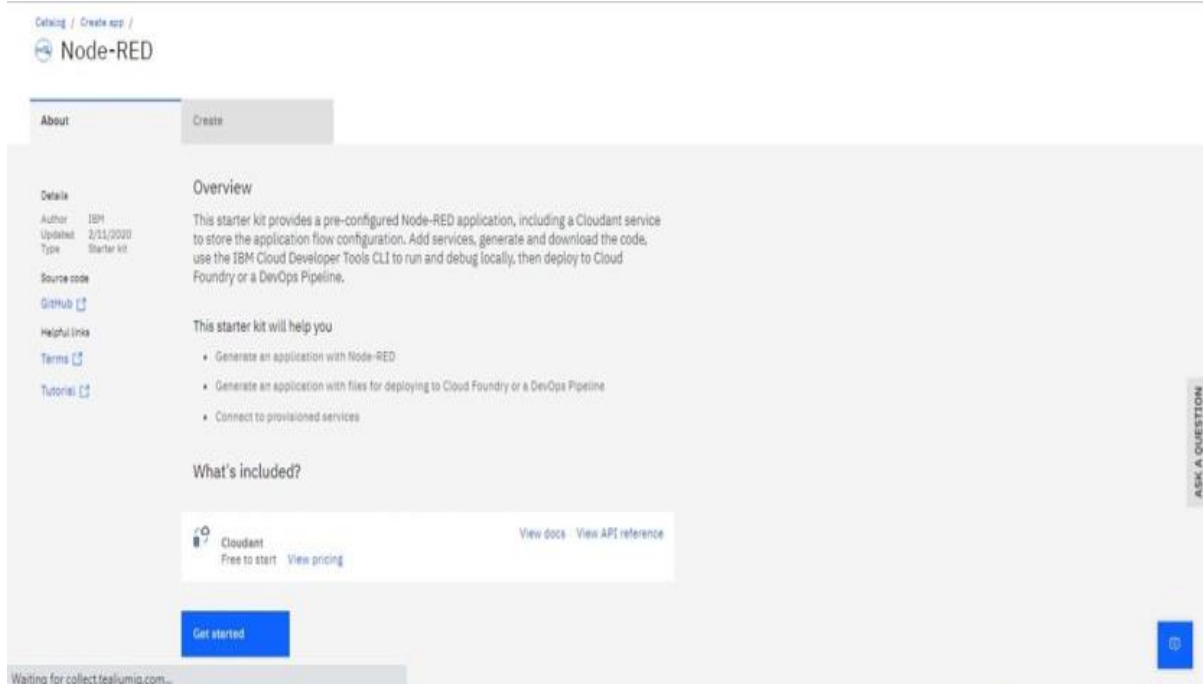 Catalog / Create app /
Node-RED
About
Create
Details
Author IBM
Updated 2/11/2020
Type Starter kit
Source code
GitHub
Helpful links
Terms
Tutorial
Overview
This starter kit provides a pre-configured Node-RED application, including a Cloudant service
to store the application flow configuration. Add services, generate and download the code,
use the IBM Cloud Developer Tools CLI to run and debug locally, then deploy to Cloud
Foundry or a DevOps Pipeline.
This starter kit will help you
• Generate an application with Node-RED
• Generate an application with files for deploying to Cloud Foundry or a DevOps Pipeline
• Connect to provisioned services
What's included?
Cloudant
Free to start View pricing
View docs View API reference
Get started
ASK A QUESTION
Waiting for collect.tealiumiq.com...